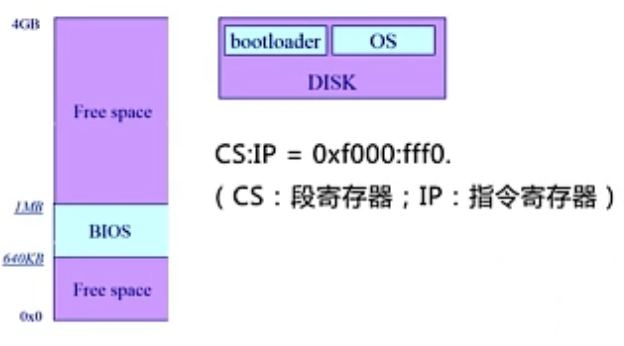 4GB
Free space
1MB
BIOS
640KB
Free space
0x0
bootloader
OS
DISK
CS:IP = 0xf000:fff0.
(CS：段寄存器；IP：指令寄存器)